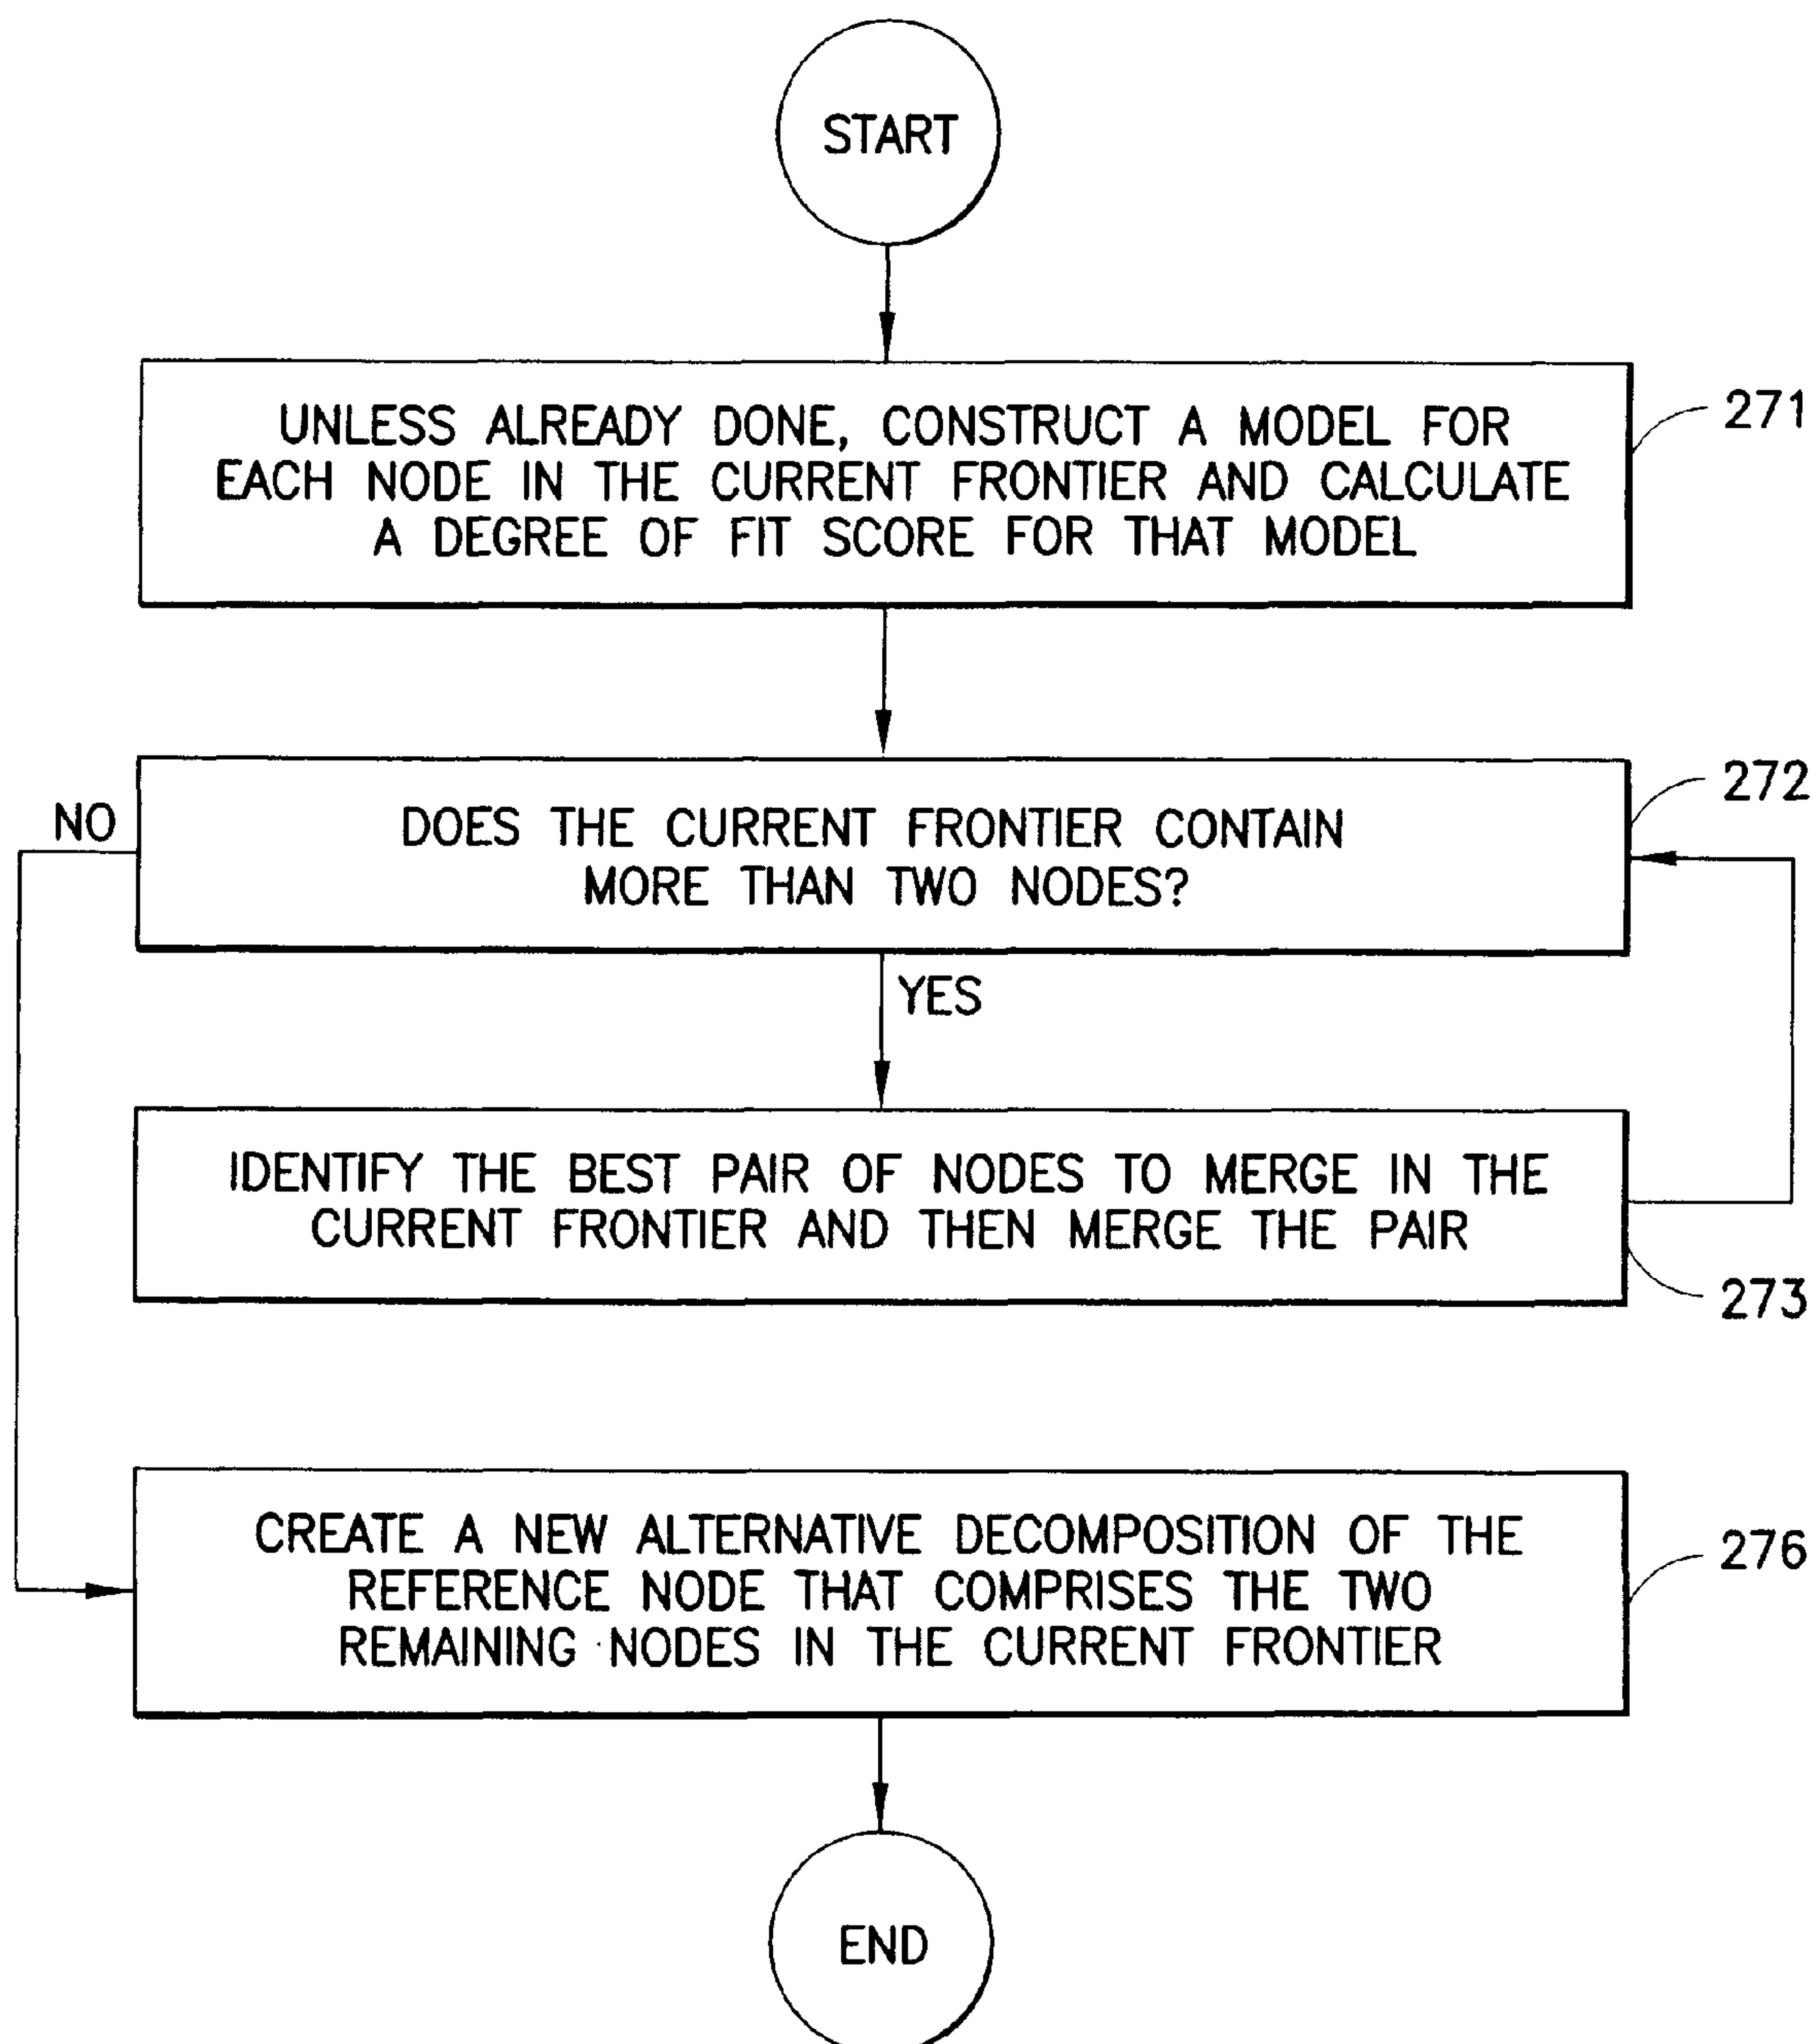 START
UNLESS ALREADY DONE, CONSTRUCT A MODEL FOR
EACH NODE IN THE CURRENT FRONTIER AND CALCULATE
A DEGREE OF FIT SCORE FOR THAT MODEL
271
DOES THE CURRENT FRONTIER CONTAIN
MORE THAN TWO NODES?
272
NO
YES
IDENTIFY THE BEST PAIR OF NODES TO MERGE IN THE
CURRENT FRONTIER AND THEN MERGE THE PAIR
273
CREATE A NEW ALTERNATIVE DECOMPOSITION OF THE
REFERENCE NODE THAT COMPRISES THE TWO
REMAINING NODES IN THE CURRENT FRONTIER
276
END